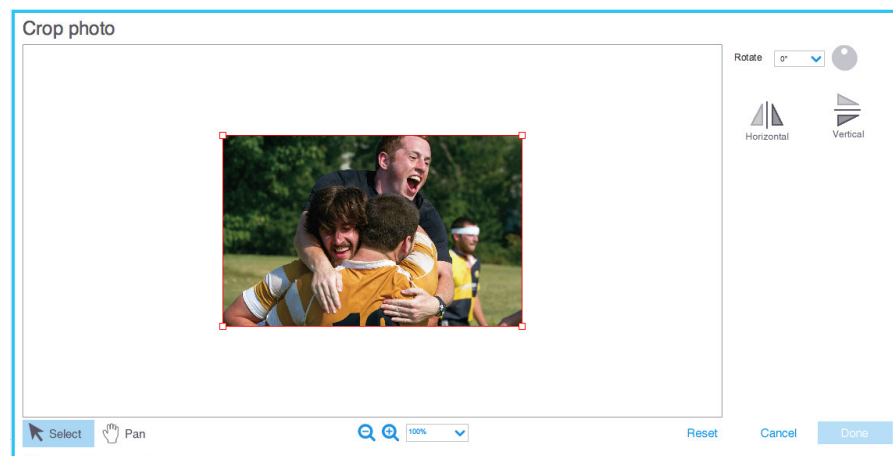 Crop photo
Rotate 0°
Horizontal Vertical
Select Pan 100% Reset Cancel Done